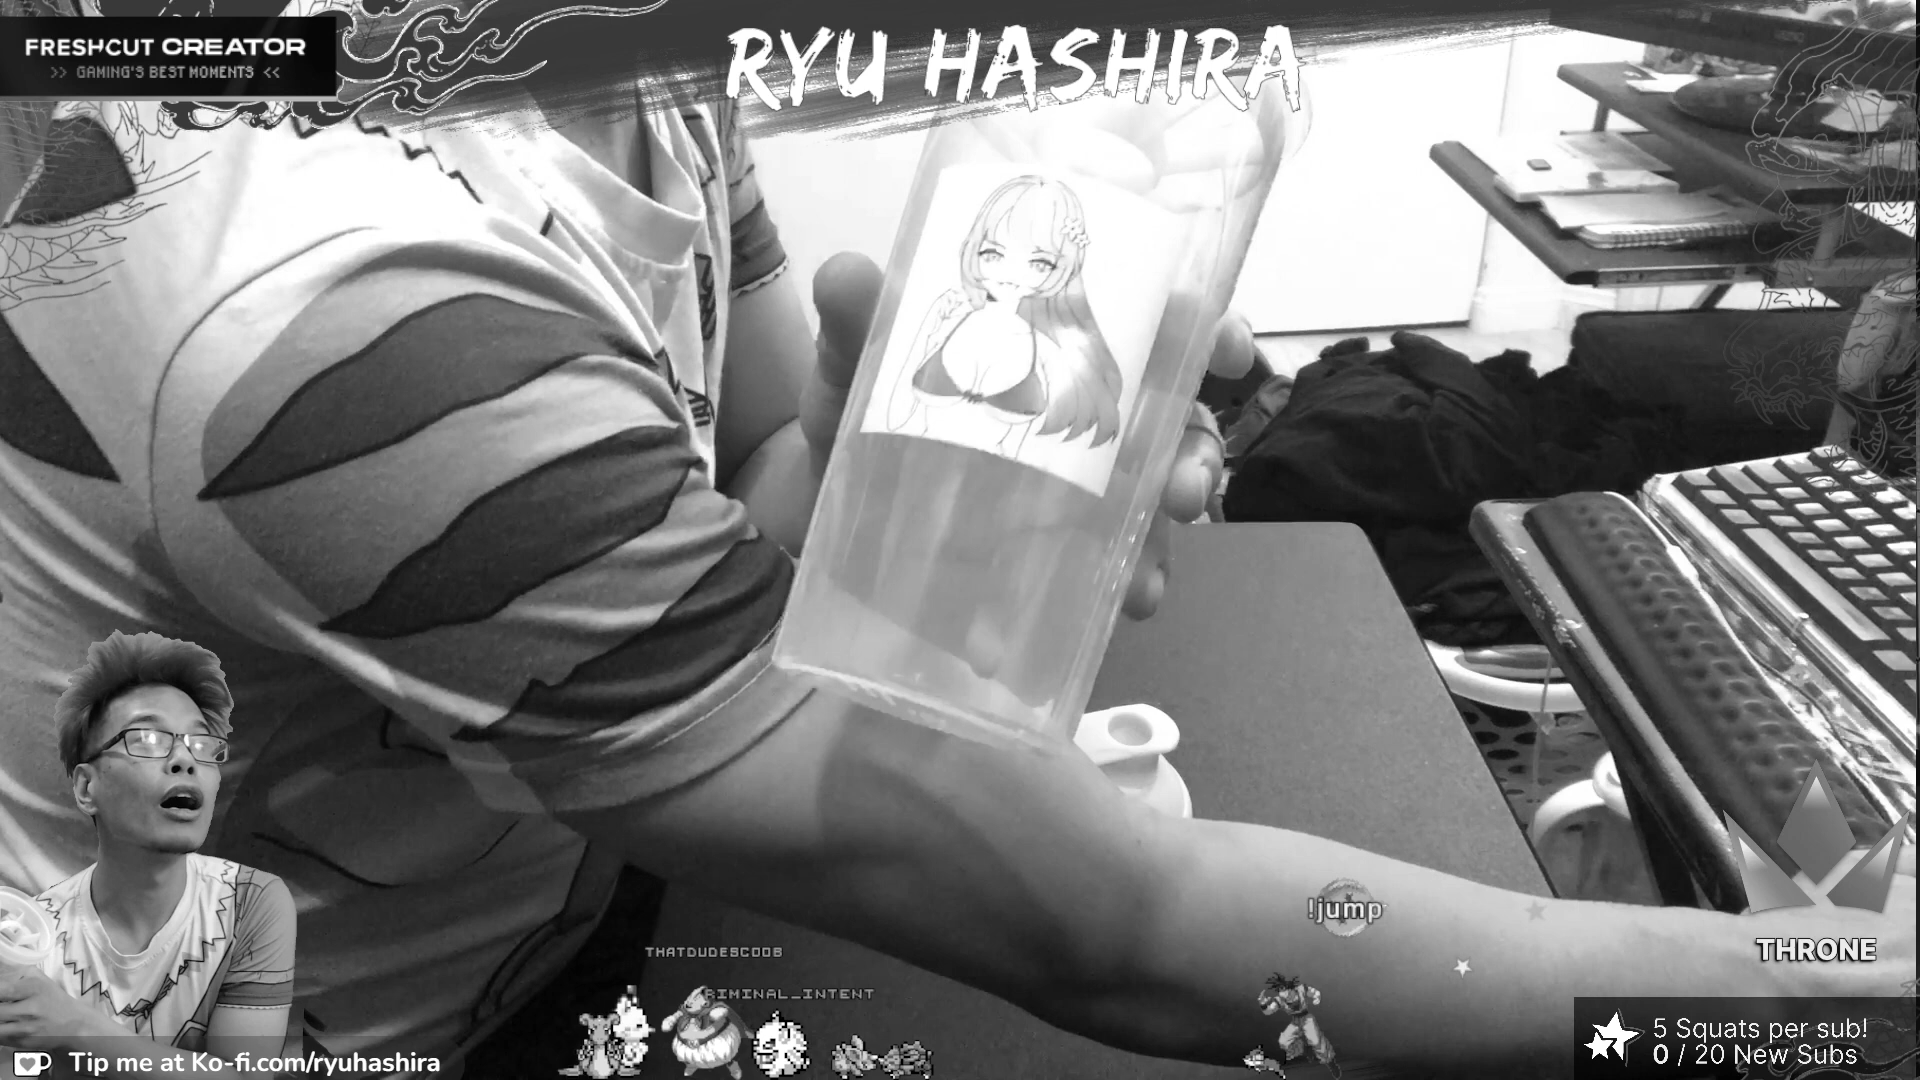 FRESHCUT CREATOR
>> GAMING'S BEST MOMENTS <<
RYU HASHIRA
!jump
THATDUDESCOOB
RIMINAL_INTENT
THRONE
5 Squats per sub!
0 / 20 New Subs
Tip me at Ko-fi.com/ryuhashira